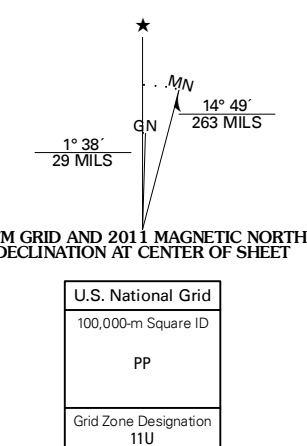 ★
MN
GN
14° 49´
263 MILS
1° 38´
29 MILS
M GRID AND 2011 MAGNETIC NORTH
DECLINATION AT CENTER OF SHEET
U.S. National Grid
100,000-m Square ID
PP
Grid Zone Designation
11U